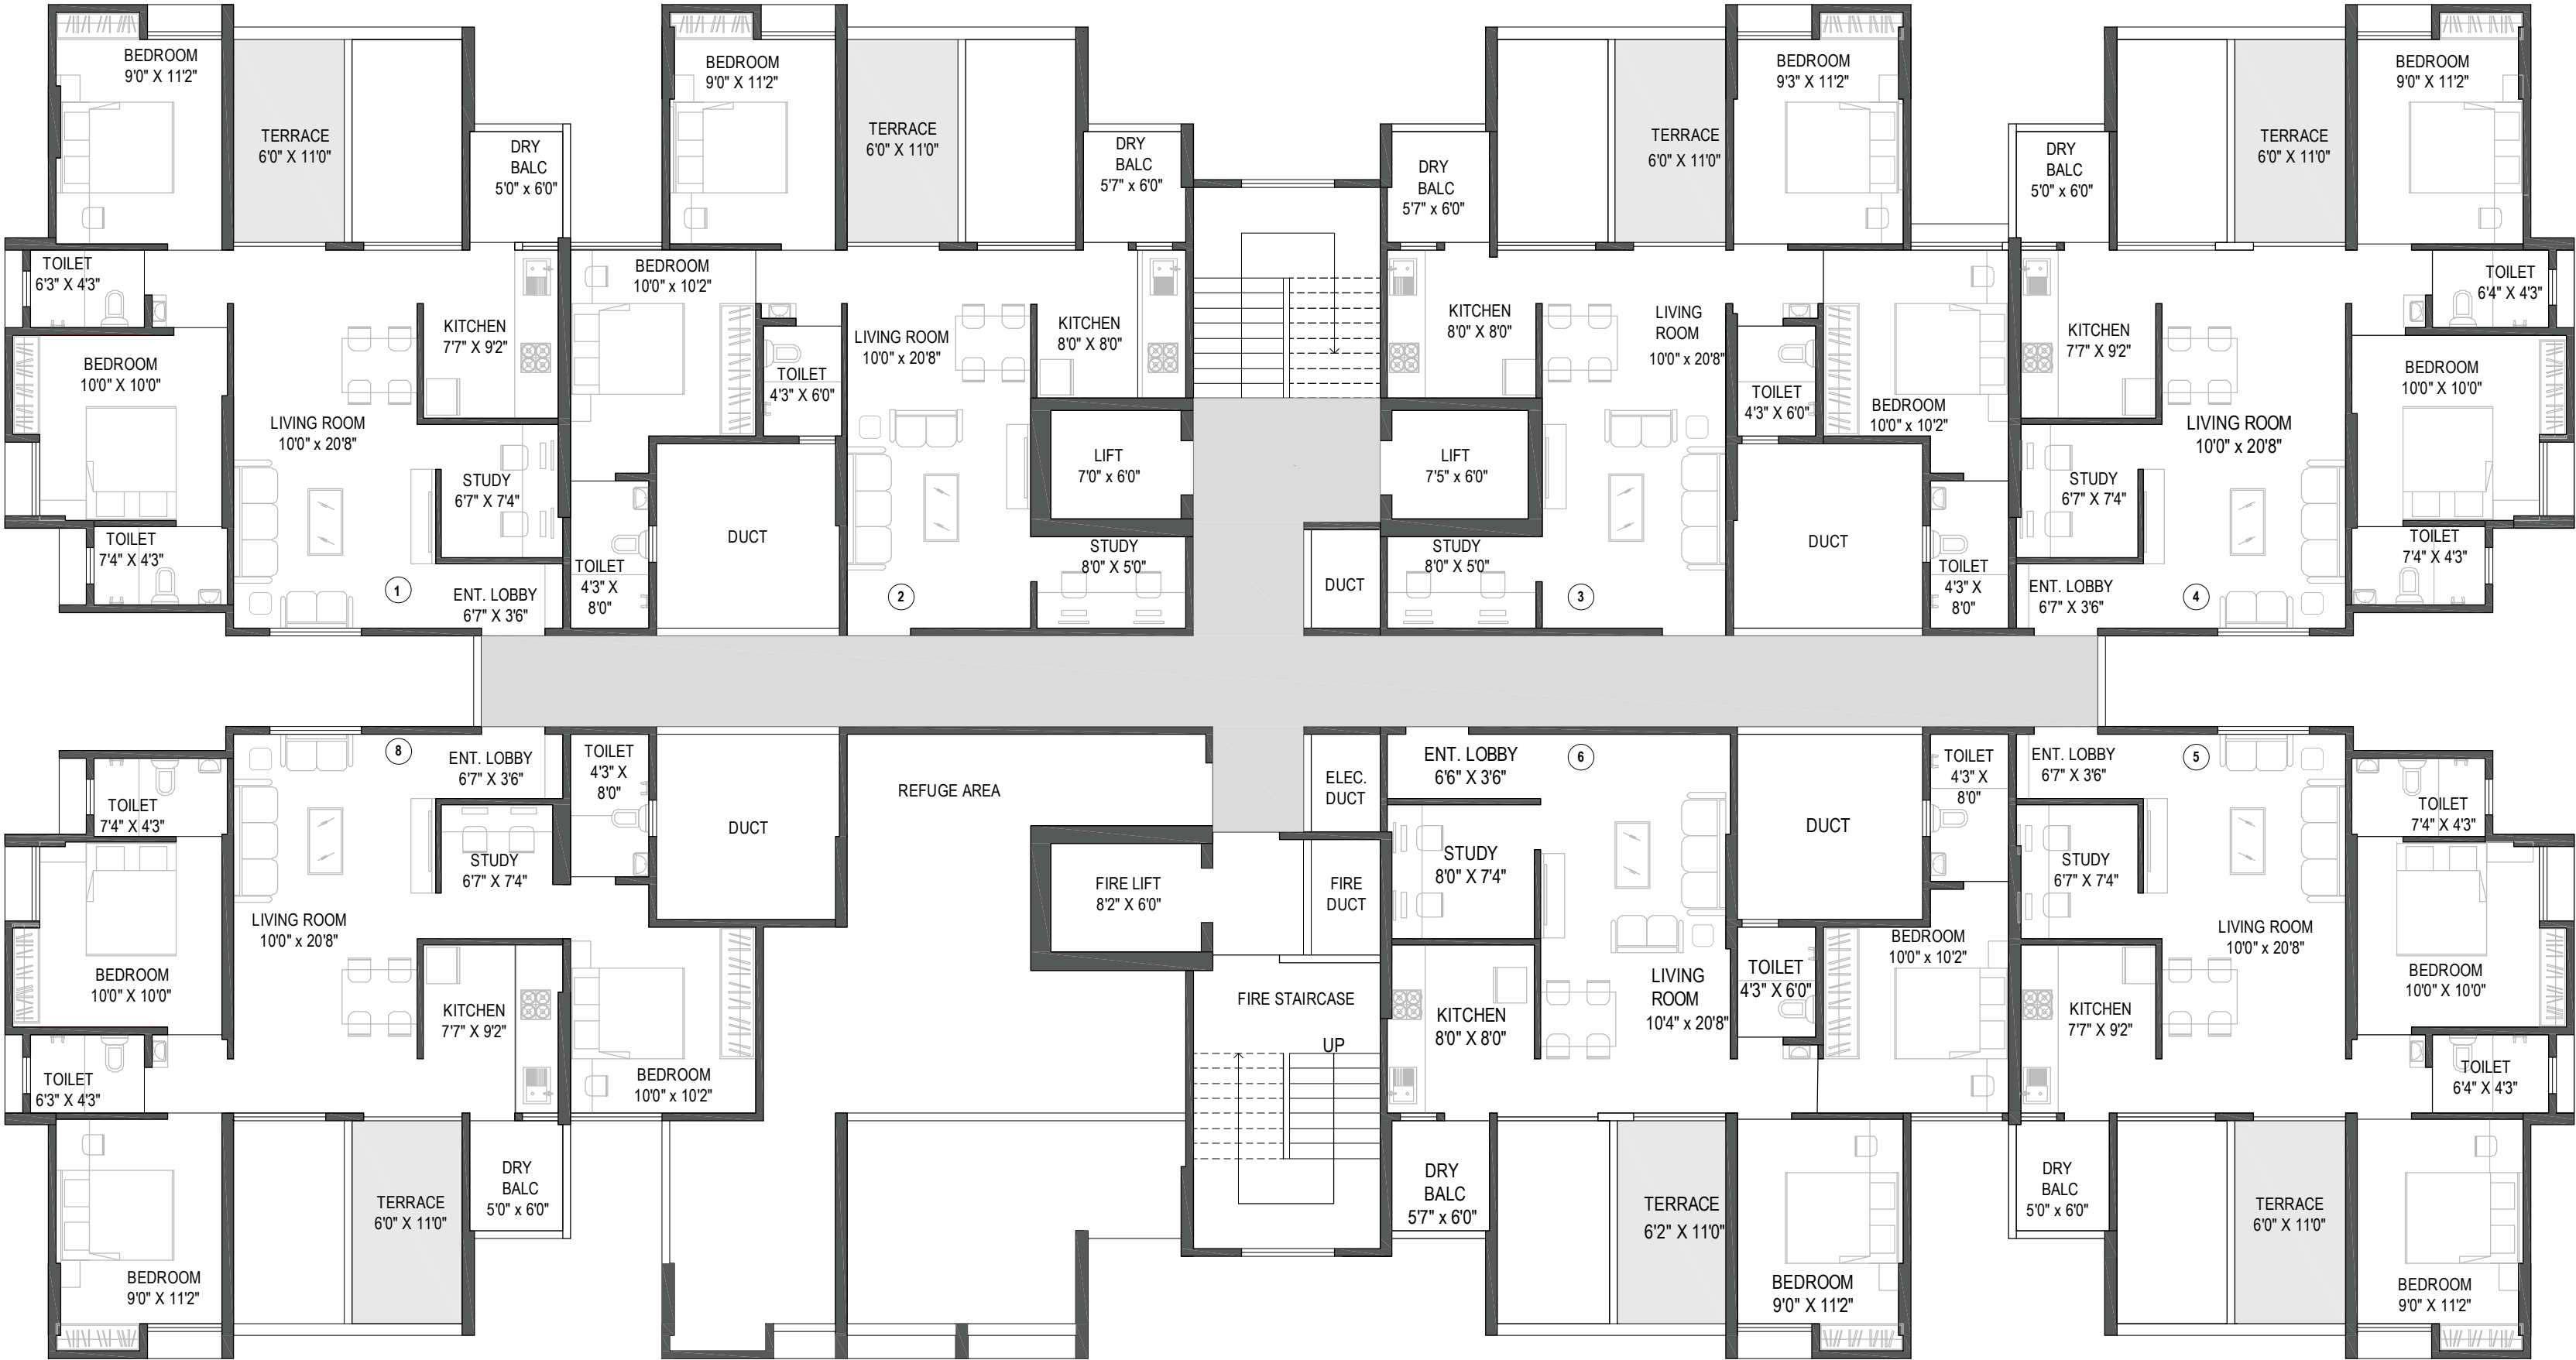 BEDROOM
9'0" X 11'2"
TERRACE
6'0" X 11'0"
DRY
BALC
5'0" x 6'0"
TOILET
6'3" X 4'3"
BEDROOM
10'0" X 10'0"
KITCHEN
7'7" X 9'2"
LIVING ROOM
10'0" x 20'8"
STUDY
6'7" X 7'4"
TOILET
7'4" X 4'3"
1
ENT. LOBBY
6'7" X 3'6"
BEDROOM
9'0" X 11'2"
TERRACE
6'0" X 11'0"
DRY
BALC
5'7" x 6'0"
BEDROOM
10'0" x 10'2"
LIVING ROOM
10'0" x 20'8"
KITCHEN
8'0" X 8'0"
TOILET
4'3" X 6'0"
LIFT
7'0" x 6'0"
DUCT
TOILET
4'3" X
8'0"
STUDY
8'0" X 5'0"
2
BEDROOM
9'3" X 11'2"
TERRACE
6'0" X 11'0"
DRY
BALC
5'7" x 6'0"
KITCHEN
8'0" X 8'0"
LIVING
ROOM
10'0" x 20'8"
TOILET
4'3" X 6'0"
BEDROOM
10'0" x 10'2"
LIFT
7'5" x 6'0"
STUDY
8'0" X 5'0"
DUCT
DUCT
TOILET
4'3" X
8'0"
3
BEDROOM
9'0" X 11'2"
TERRACE
6'0" X 11'0"
DRY
BALC
5'0" x 6'0"
TOILET
6'4" X 4'3"
KITCHEN
7'7" X 9'2"
BEDROOM
10'0" X 10'0"
LIVING ROOM
10'0" x 20'8"
STUDY
6'7" X 7'4"
TOILET
7'4" X 4'3"
ENT. LOBBY
6'7" X 3'6"
4
8
ENT. LOBBY
6'7" X 3'6"
TOILET
4'3" X
8'0"
TOILET
7'4" X 4'3"
DUCT
STUDY
6'7" X 7'4"
LIVING ROOM
10'0" x 20'8"
BEDROOM
10'0" X 10'0"
KITCHEN
7'7" X 9'2"
TOILET
6'3" X 4'3"
BEDROOM
10'0" x 10'2"
DRY
BALC
5'0" x 6'0"
TERRACE
6'0" X 11'0"
BEDROOM
9'0" X 11'2"
REFUGE AREA
FIRE LIFT
8'2" X 6'0"
ELEC.
DUCT
FIRE
DUCT
FIRE STAIRCASE
UP
ENT. LOBBY
6'6" X 3'6"
6
STUDY
8'0" X 7'4"
DUCT
TOILET
4'3" X
8'0"
BEDROOM
10'0" x 10'2"
TOILET
4'3" X 6'0"
LIVING
ROOM
10'4" x 20'8"
KITCHEN
8'0" X 8'0"
DRY
BALC
5'7" x 6'0"
TERRACE
6'2" X 11'0"
BEDROOM
9'0" X 11'2"
ENT. LOBBY
6'7" X 3'6"
5
TOILET
7'4" X 4'3"
STUDY
6'7" X 7'4"
LIVING ROOM
10'0" x 20'8"
BEDROOM
10'0" X 10'0"
KITCHEN
7'7" X 9'2"
TOILET
6'4" X 4'3"
DRY
BALC
5'0" x 6'0"
TERRACE
6'0" X 11'0"
BEDROOM
9'0" X 11'2"